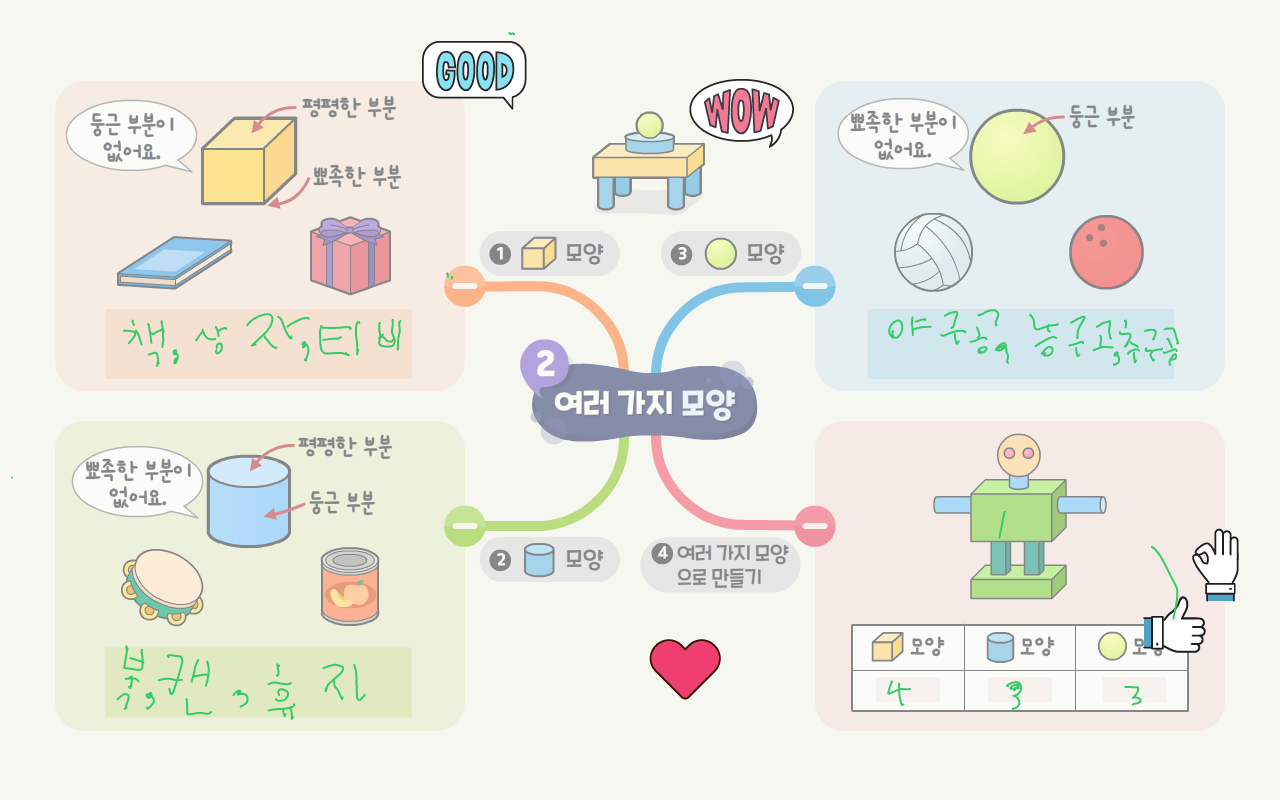 GOOD
WOW
둥근 부분이
없어요.
평평한 부분
뾰족한 부분
책, 상자, 티비
1 모양
3 모양
뾰족한 부분이
없어요.
둥근 부분
야구공, 농구공, 축구공
2
여러 가지 모양
뾰족한 부분이
없어요.
평평한 부분
둥근 부분
북, 캔, 휴지
2 모양
4 여러 가지 모양
으로 만들기
모양 모양 모양
4 3 3